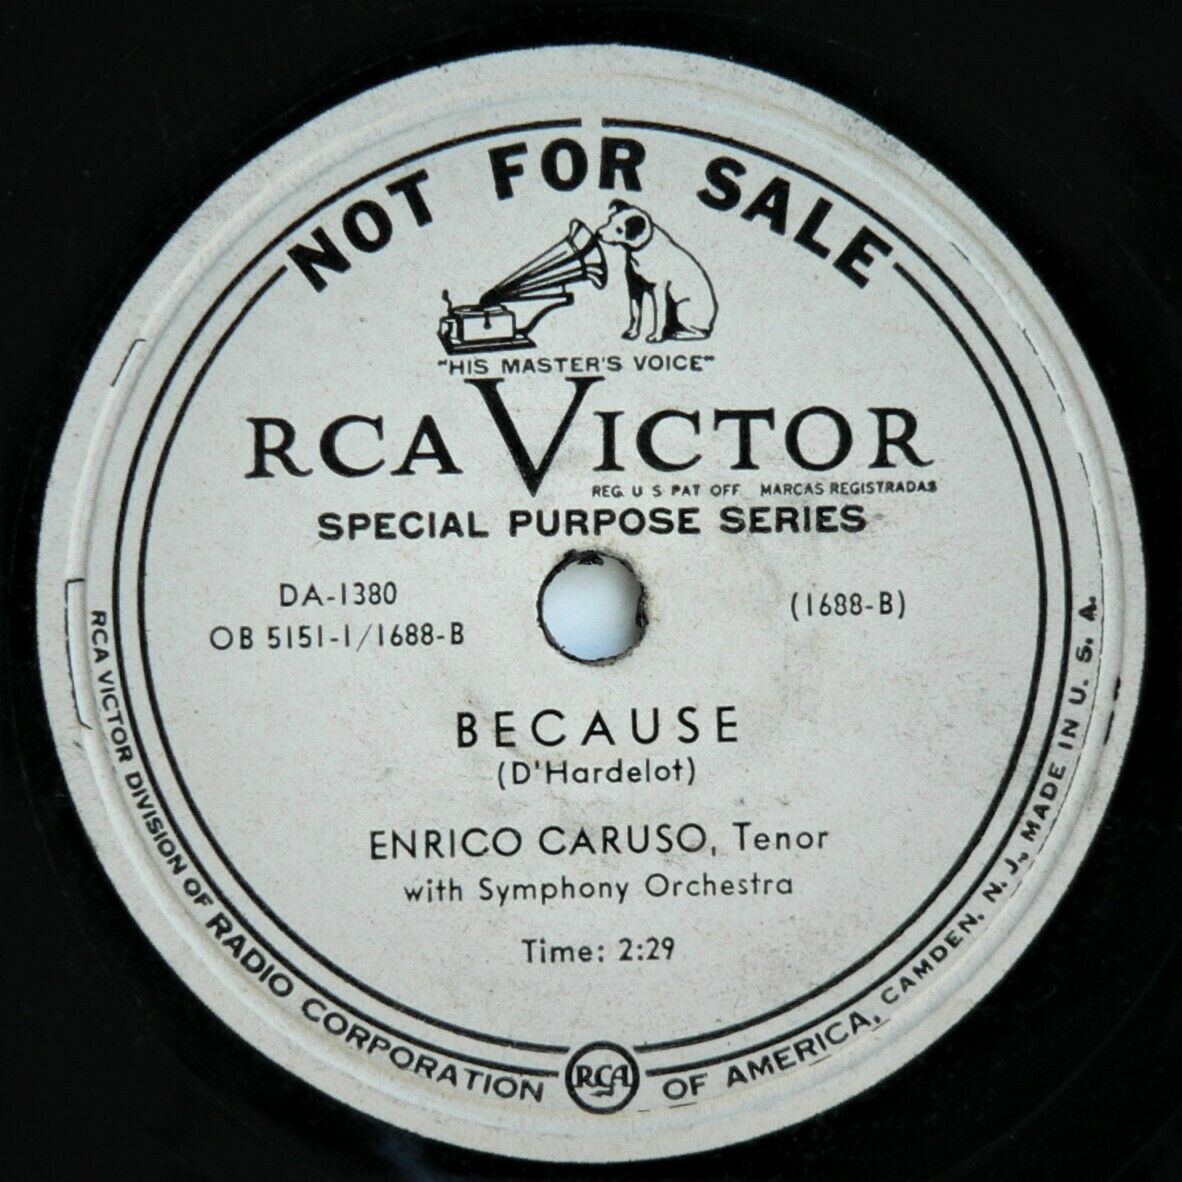 NOT FOR SALE
"HIS MASTER'S VOICE"
RCA VICTOR
REG. U S PAT OFF MARCAS REGISTRADAS
SPECIAL PURPOSE SERIES
DA-1380
(1688-B)
OB 5151-1/1688-B
BECAUSE
(D'Hardelot)
ENRICO CARUSO, Tenor
with Symphony Orchestra
Time: 2:29
RCA VICTOR DIVISION OF RADIO CORPORATION OF AMERICA, CAMDEN, N. J., MADE IN U. S. A.
RCA